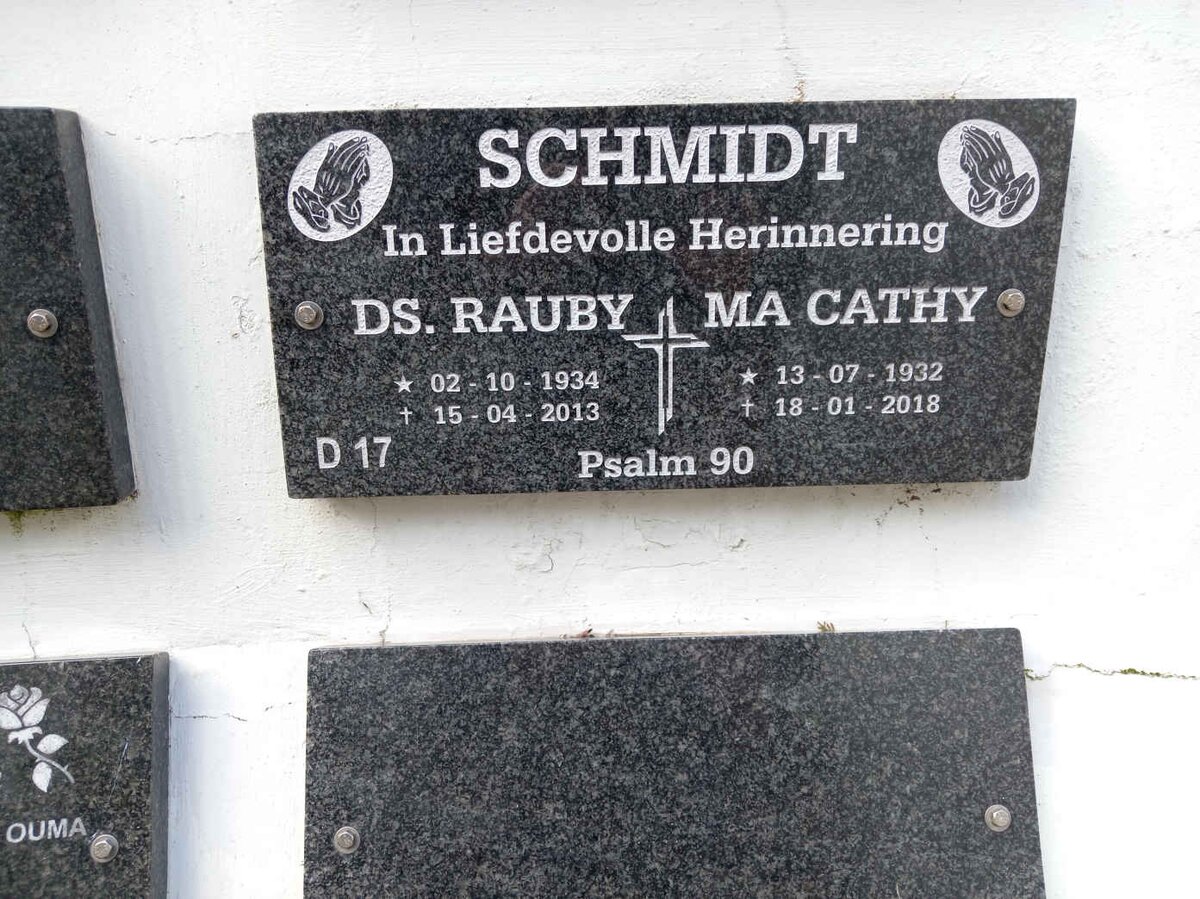 SCHMIDT
In Liefdevolle Herinnering
DS. RAUBY MA CATHY
★ 02 - 10 - 1934 ★ 13 - 07 - 1932
† 15 - 04 - 2013 † 18 - 01 - 2018
D 17
Psalm 90
OUMA